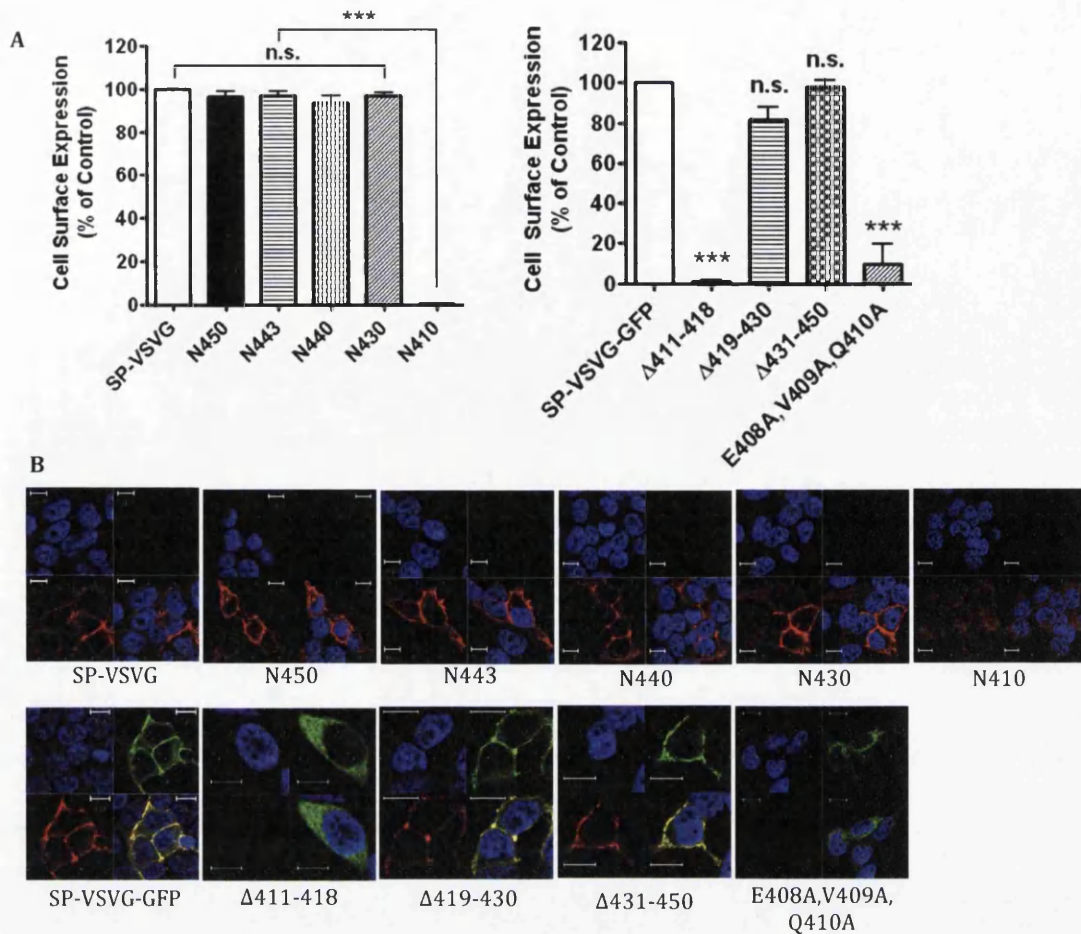 A
***
n.s.
Cell Surface Expression
(% of Control)
120
100
80
60
40
20
0
SP-VSVG
N450
N443
N440
N430
N410
Cell Surface Expression
(% of Control)
120
100
80
60
40
20
0
***
n.s.
n.s.
***
SP-VSVG-GFP
Δ411-418
Δ419-430
Δ431-450
E408A, V409A, Q410A
B
SP-VSVG
N450
N443
N440
N430
N410
SP-VSVG-GFP
Δ411-418
Δ419-430
Δ431-450
E408A,V409A,
Q410A